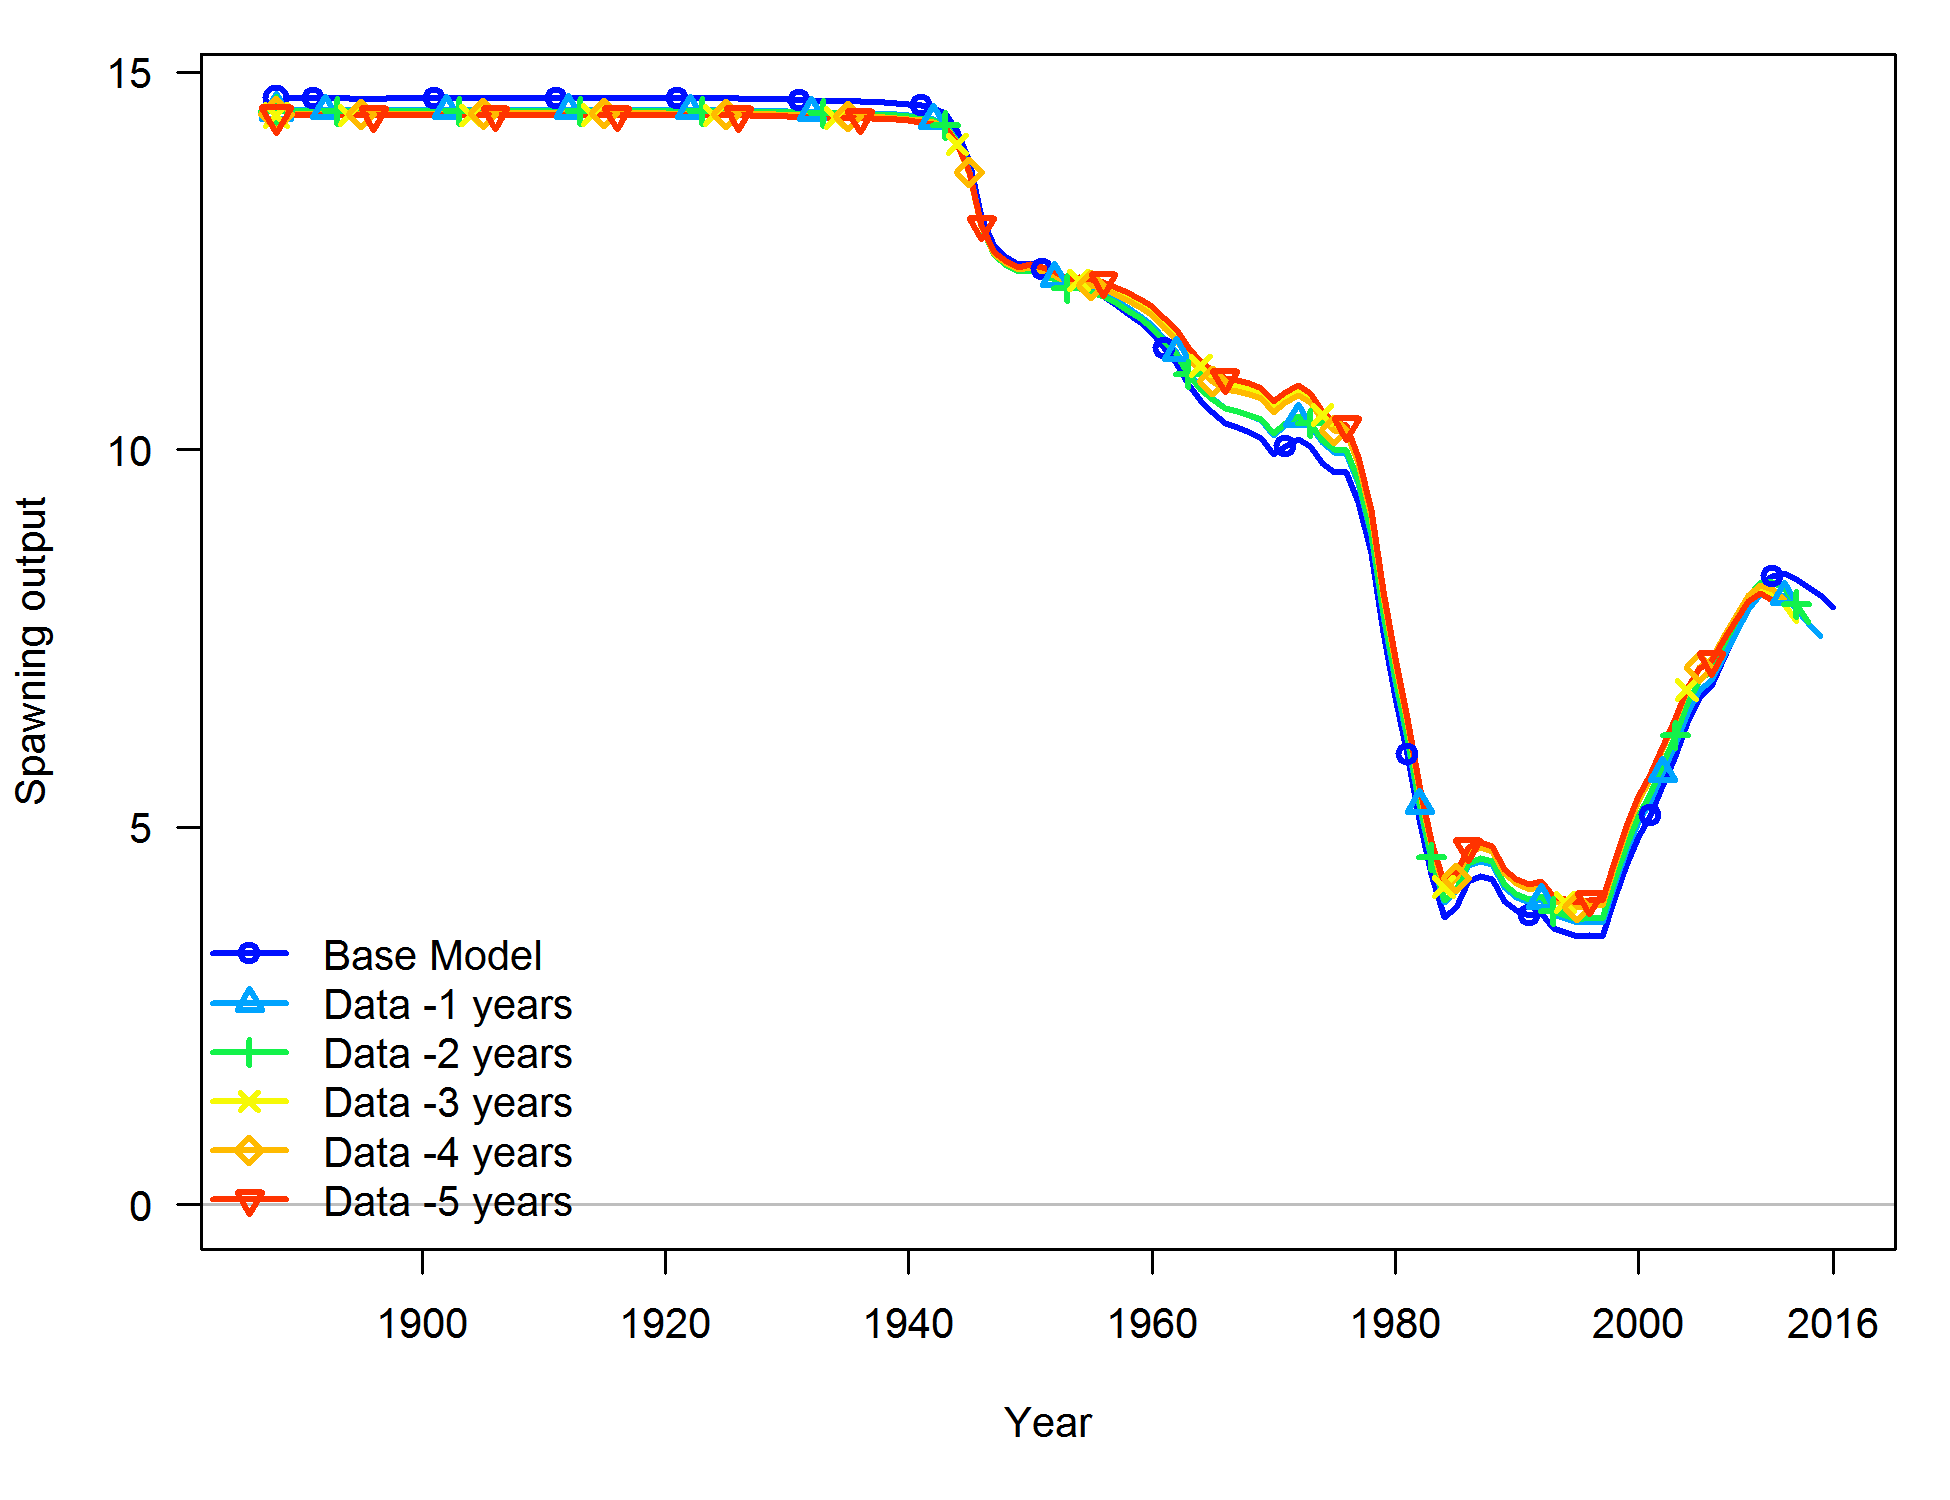 15
10
5
0
Spawning output
Base Model
Data -1 years
Data -2 years
Data -3 years
Data -4 years
Data -5 years
1900 1920 1940 1960 1980 2000 2016
Year